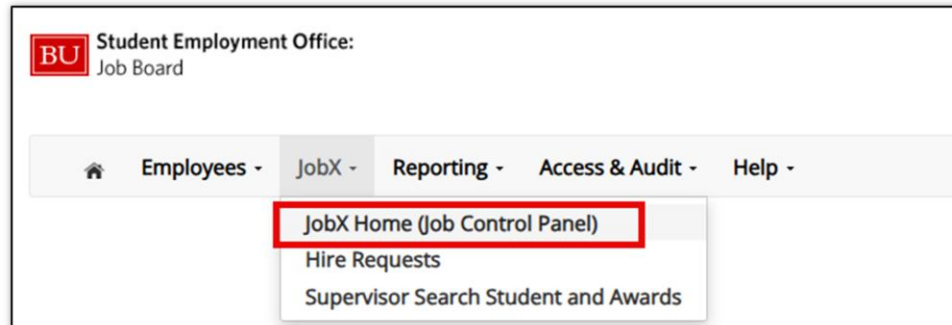 BU
Student Employment Office:
Job Board
Employees JobX Reporting Access & Audit Help
JobX Home (Job Control Panel)
Hire Requests
Supervisor Search Student and Awards